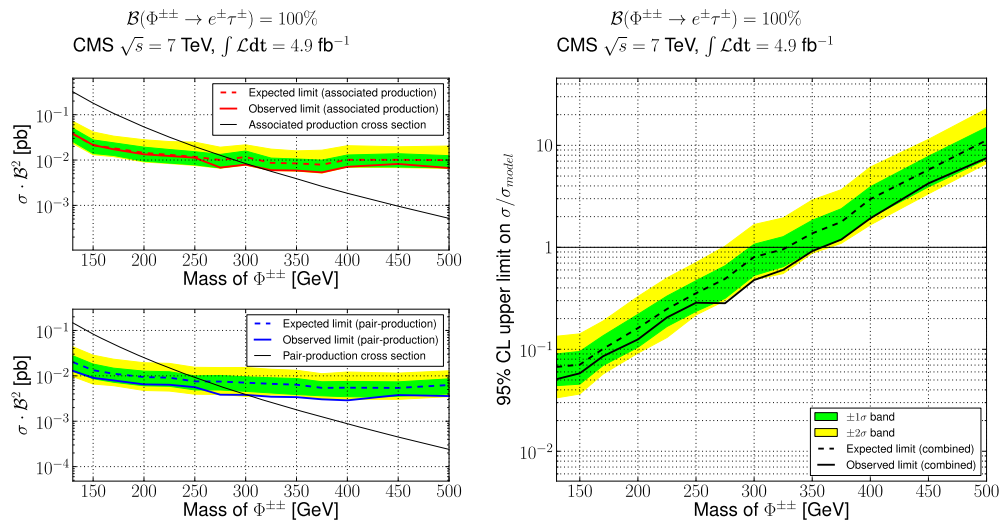 B(Φ±± → e±τ±) = 100%
CMS √s = 7 TeV, ∫ Ldt = 4.9 fb⁻¹
σ · B² [pb]
10⁻¹
10⁻²
10⁻³
Expected limit (associated production)
Observed limit (associated production)
Associated production cross section
150 200 250 300 350 400 450 500
Mass of Φ±± [GeV]
σ · B² [pb]
10⁻¹
10⁻²
10⁻³
10⁻⁴
Expected limit (pair-production)
Observed limit (pair-production)
Pair-production cross section
150 200 250 300 350 400 450 500
Mass of Φ±± [GeV]
B(Φ±± → e±τ±) = 100%
CMS √s = 7 TeV, ∫ Ldt = 4.9 fb⁻¹
95% CL upper limit on σ/σmodel
10
1
10⁻¹
10⁻²
±1σ band
±2σ band
Expected limit (combined)
Observed limit (combined)
150 200 250 300 350 400 450 500
Mass of Φ±± [GeV]